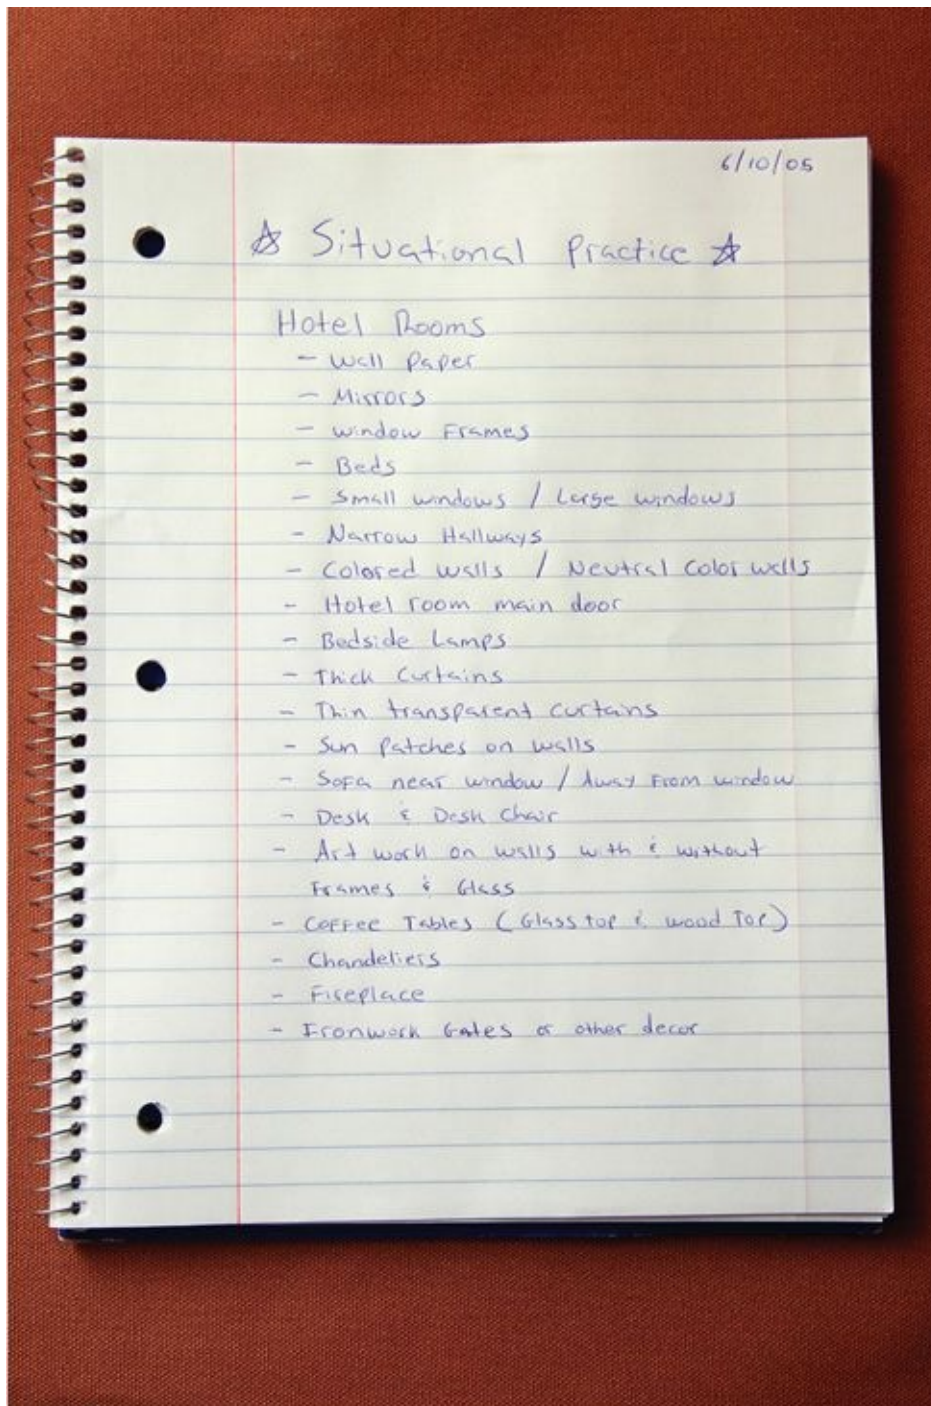 6/10/05
☆ Situational Practice ☆
Hotel Rooms
- Wall Paper
- Mirrors
- Window Frames
- Beds
- Small windows / Large windows
- Narrow Hallways
- Colored walls / Neutral Color walls
- Hotel room main door
- Bedside Lamps
- Thick Curtains
- Thin transparent curtains
- Sun Patches on walls
- Sofa near window / Away From window
- Desk & Desk Chair
- Art work on walls with & without
Frames & Glass
- Coffee Tables (Glass top & wood Top)
- Chandeliers
- Fireplace
- Ironwork Gates or other decor